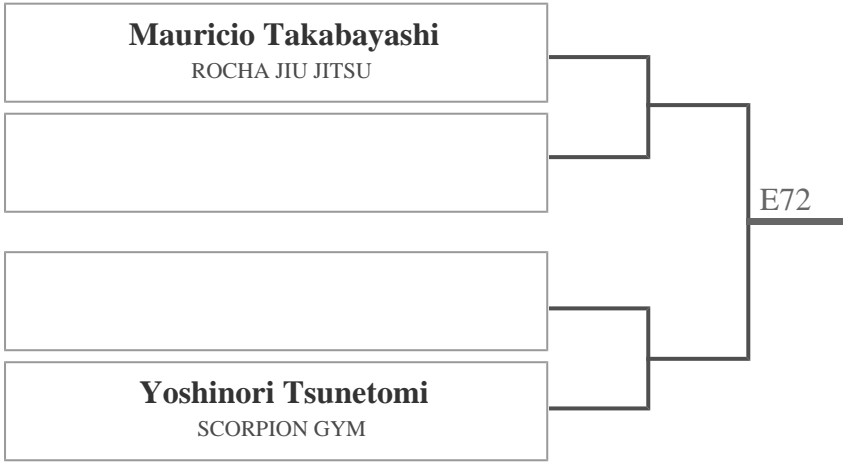 Mauricio Takabayashi
ROCHA JIU JITSU
E72
Yoshinori Tsunetomi
SCORPION GYM